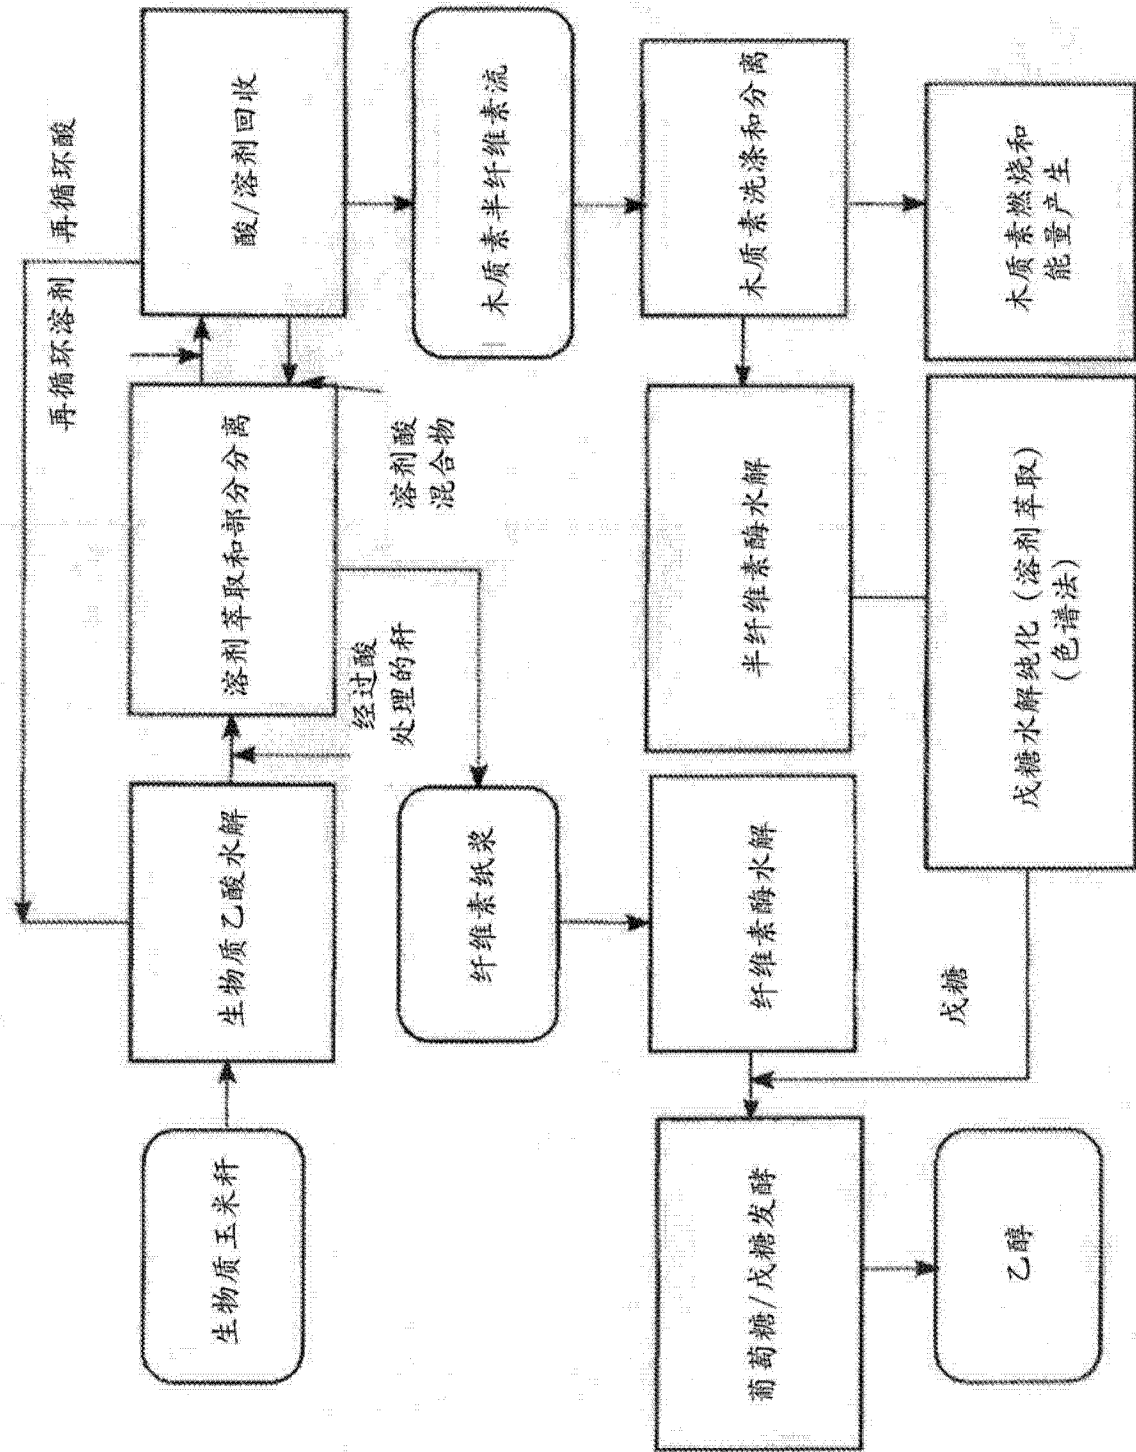 再循环溶剂 再循环酸
生物质玉米秆
生物质乙酸水解
溶剂萃取和部分分离
酸/溶剂回收
经过酸
处理的秆
溶剂酸
混合物
纤维素纸浆
木质素半纤维素流
葡萄糖/戊糖发酵
纤维素酶水解
半纤维素酶水解
木质素洗涤和分离
戊糖
乙醇
戊糖水解纯化（溶剂萃取）
（色谱法）
木质素燃烧和
能量产生